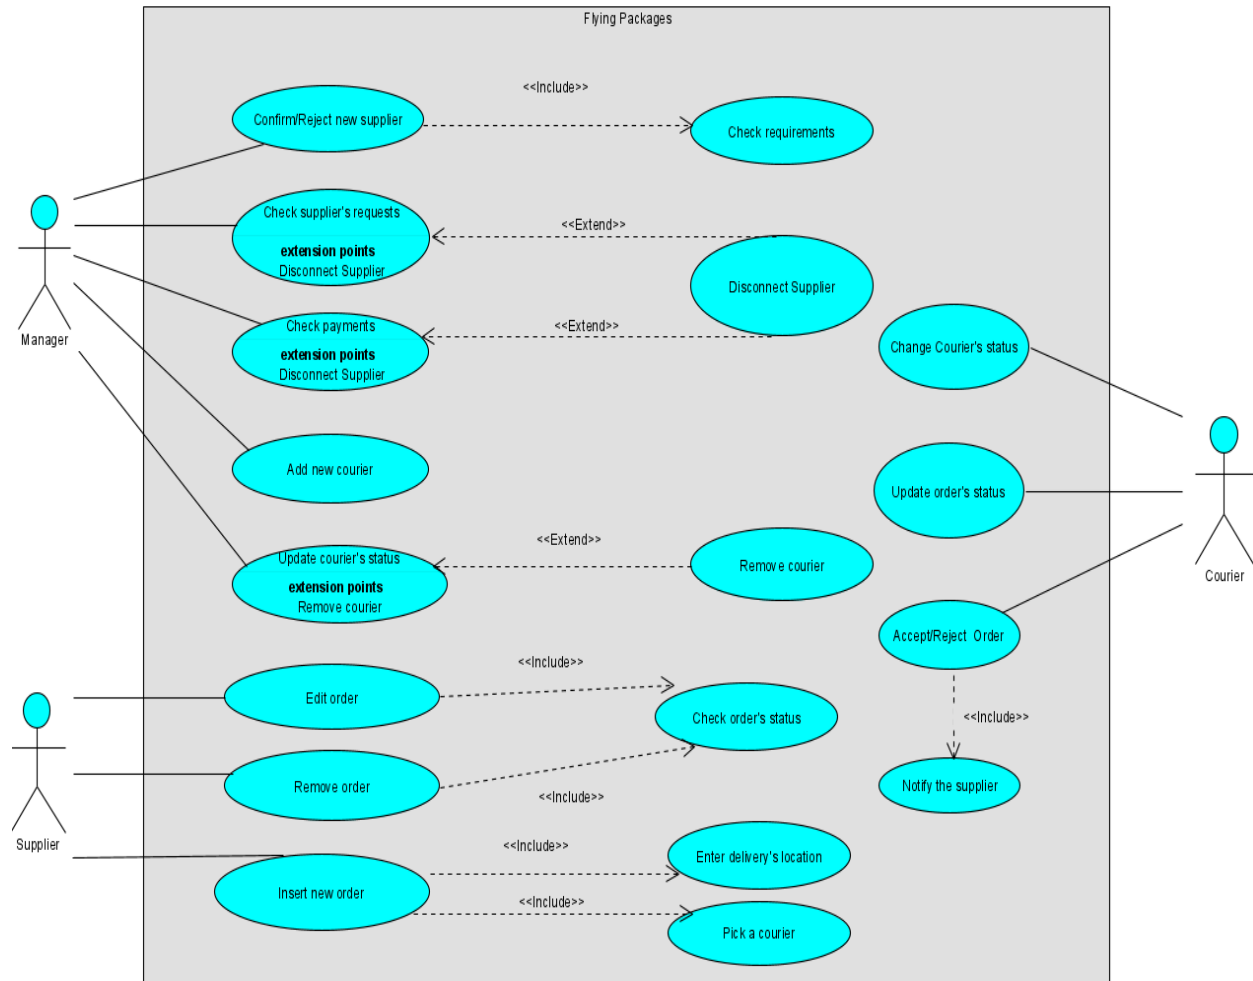 Flying Packages
<<Include>>
Confirm/Reject new supplier
Check requirements
Check supplier's requests
extension points
Disconnect Supplier
<<Extend>>
Disconnect Supplier
Manager
Check payments
extension points
Disconnect Supplier
<<Extend>>
Change Courier's status
Add new courier
Update order's status
Courier
Update courier's status
extension points
Remove courier
<<Extend>>
Remove courier
Accept/Reject  Order
<<Include>>
Edit order
Check order's status
<<Include>>
Remove order
<<Include>>
Notify the supplier
Supplier
<<Include>>
Enter delivery's location
Insert new order
<<Include>>
Pick a courier